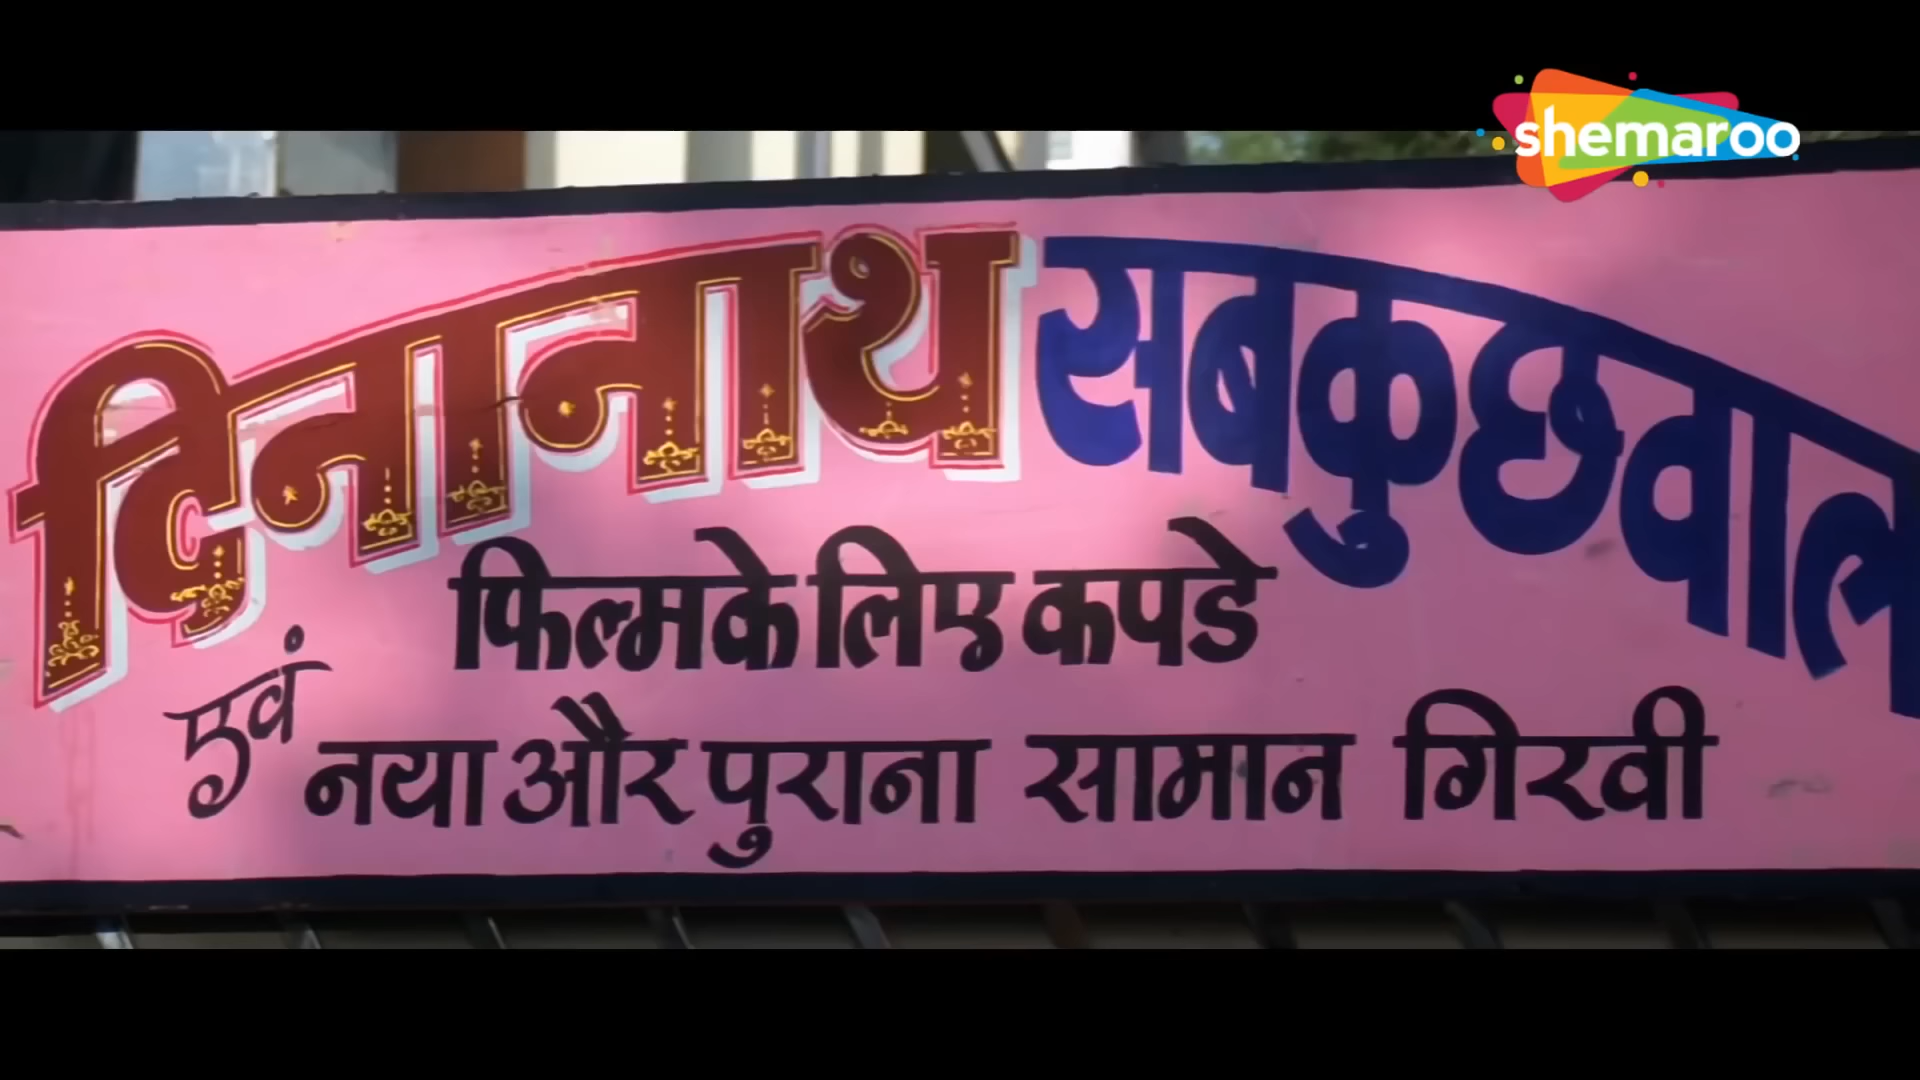 shemaroo
दिनानाथ सबकुछवाल
फिल्म के लिए कपडे
एवं
नया और पुराना सामान गिरवी